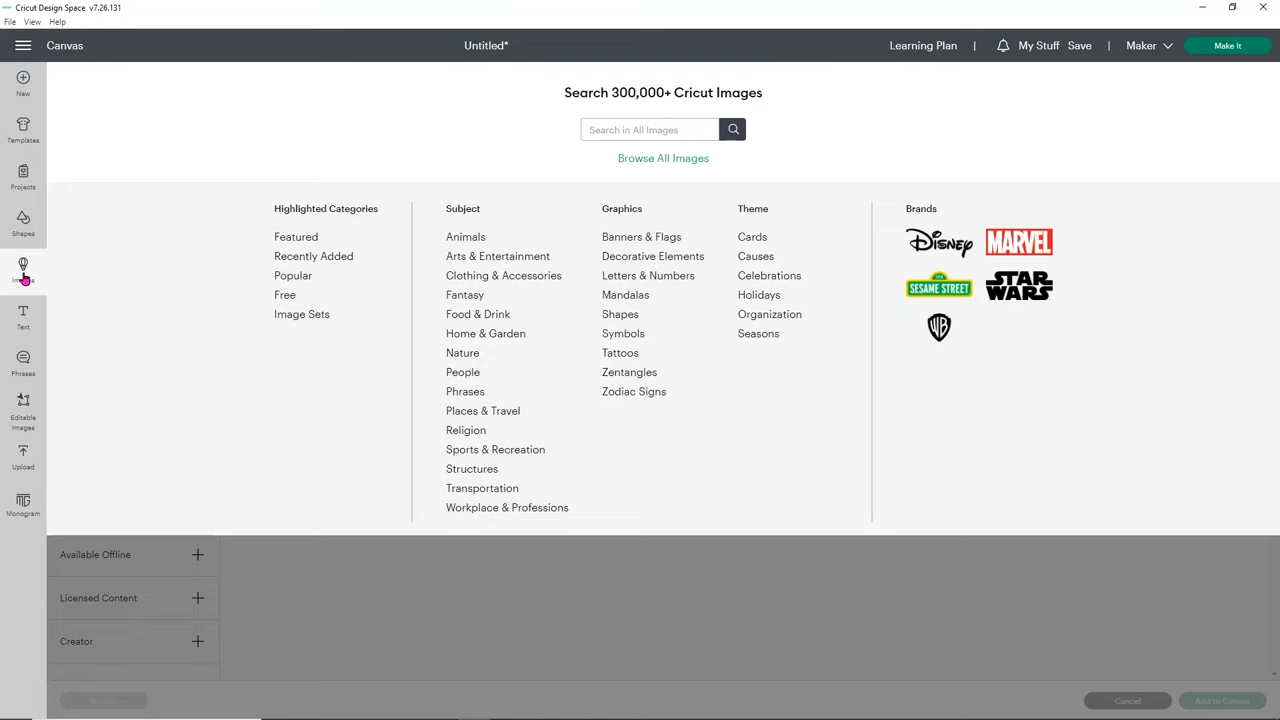 Cricut Design Space v7.26.131
File View Help
Canvas
Untitled*
Learning Plan | My Stuff Save | Maker Make It
New
Templates
Projects
Shapes
Text
Phrases
Editable Images
Upload
Monogram
Search 300,000+ Cricut Images
Search in All Images
Browse All Images
Highlighted Categories
Featured
Recently Added
Popular
Free
Image Sets
Subject
Animals
Arts & Entertainment
Clothing & Accessories
Fantasy
Food & Drink
Home & Garden
Nature
People
Phrases
Places & Travel
Religion
Sports & Recreation
Structures
Transportation
Workplace & Professions
Graphics
Banners & Flags
Decorative Elements
Letters & Numbers
Mandalas
Shapes
Symbols
Tattoos
Zentangles
Zodiac Signs
Theme
Cards
Causes
Celebrations
Holidays
Organization
Seasons
Brands
Disney
MARVEL
SESAME STREET
STAR WARS
WB
Available Offline
Licensed Content
Creator
Cancel
Add to Canvas